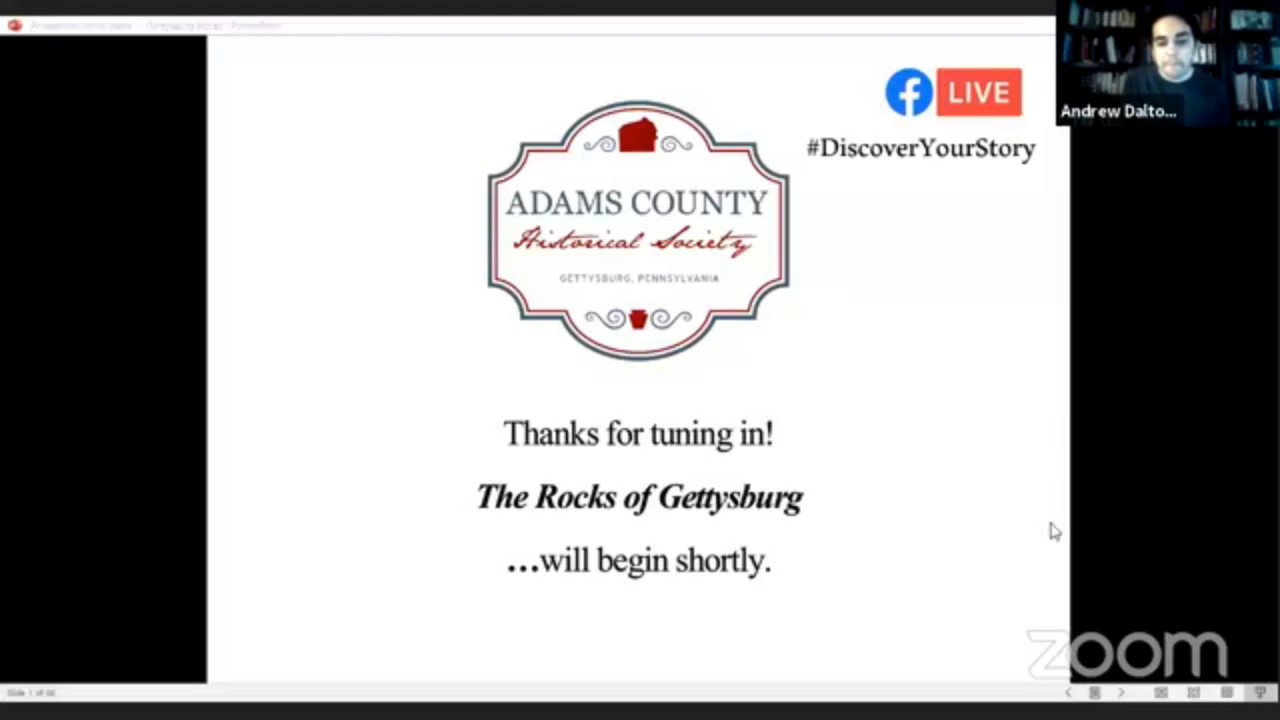 LIVE
Andrew Dalto...
#DiscoverYourStory
ADAMS COUNTY
Historical Society
GETTYSBURG, PENNSYLVANIA
Thanks for tuning in!
The Rocks of Gettysburg
...will begin shortly.
zoom